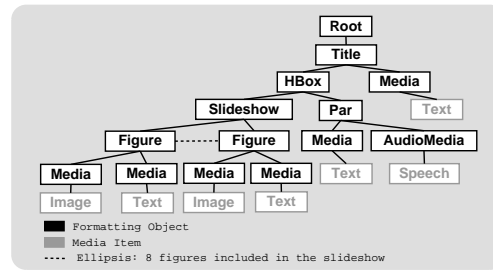 Root
Title
HBox Media
Slideshow Par Text
Figure Figure Media AudioMedia
Media Media Media Media Text Speech
Image Text Image Text
Formatting Object
Media Item
Ellipsis: 8 figures included in the slideshow